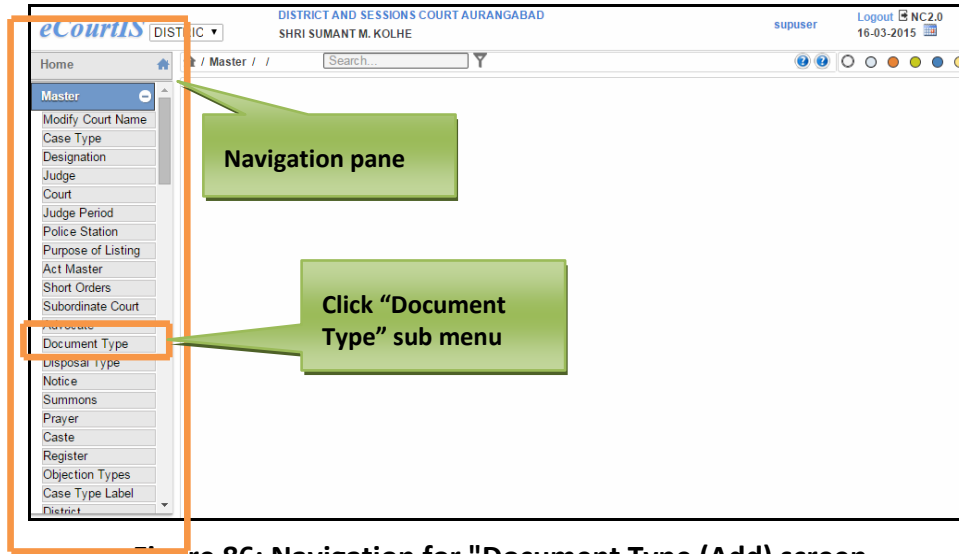 eCourtIS DISTRIC DISTRICT AND SESSIONS COURT AURANGABAD supuser Logout NC2.0
SHRI SUMANT M. KOLHE 16-03-2015
Home / Master / / Search...
Master
Modify Court Name
Case Type
Designation
Judge
Court
Judge Period
Police Station
Purpose of Listing
Act Master
Short Orders
Subordinate Court
Advocate
Document Type
Disposal Type
Notice
Summons
Prayer
Caste
Register
Objection Types
Case Type Label
District
Navigation pane
Click “Document
Type” sub menu
Figure 86: Navigation for "Document Type (Add) screen